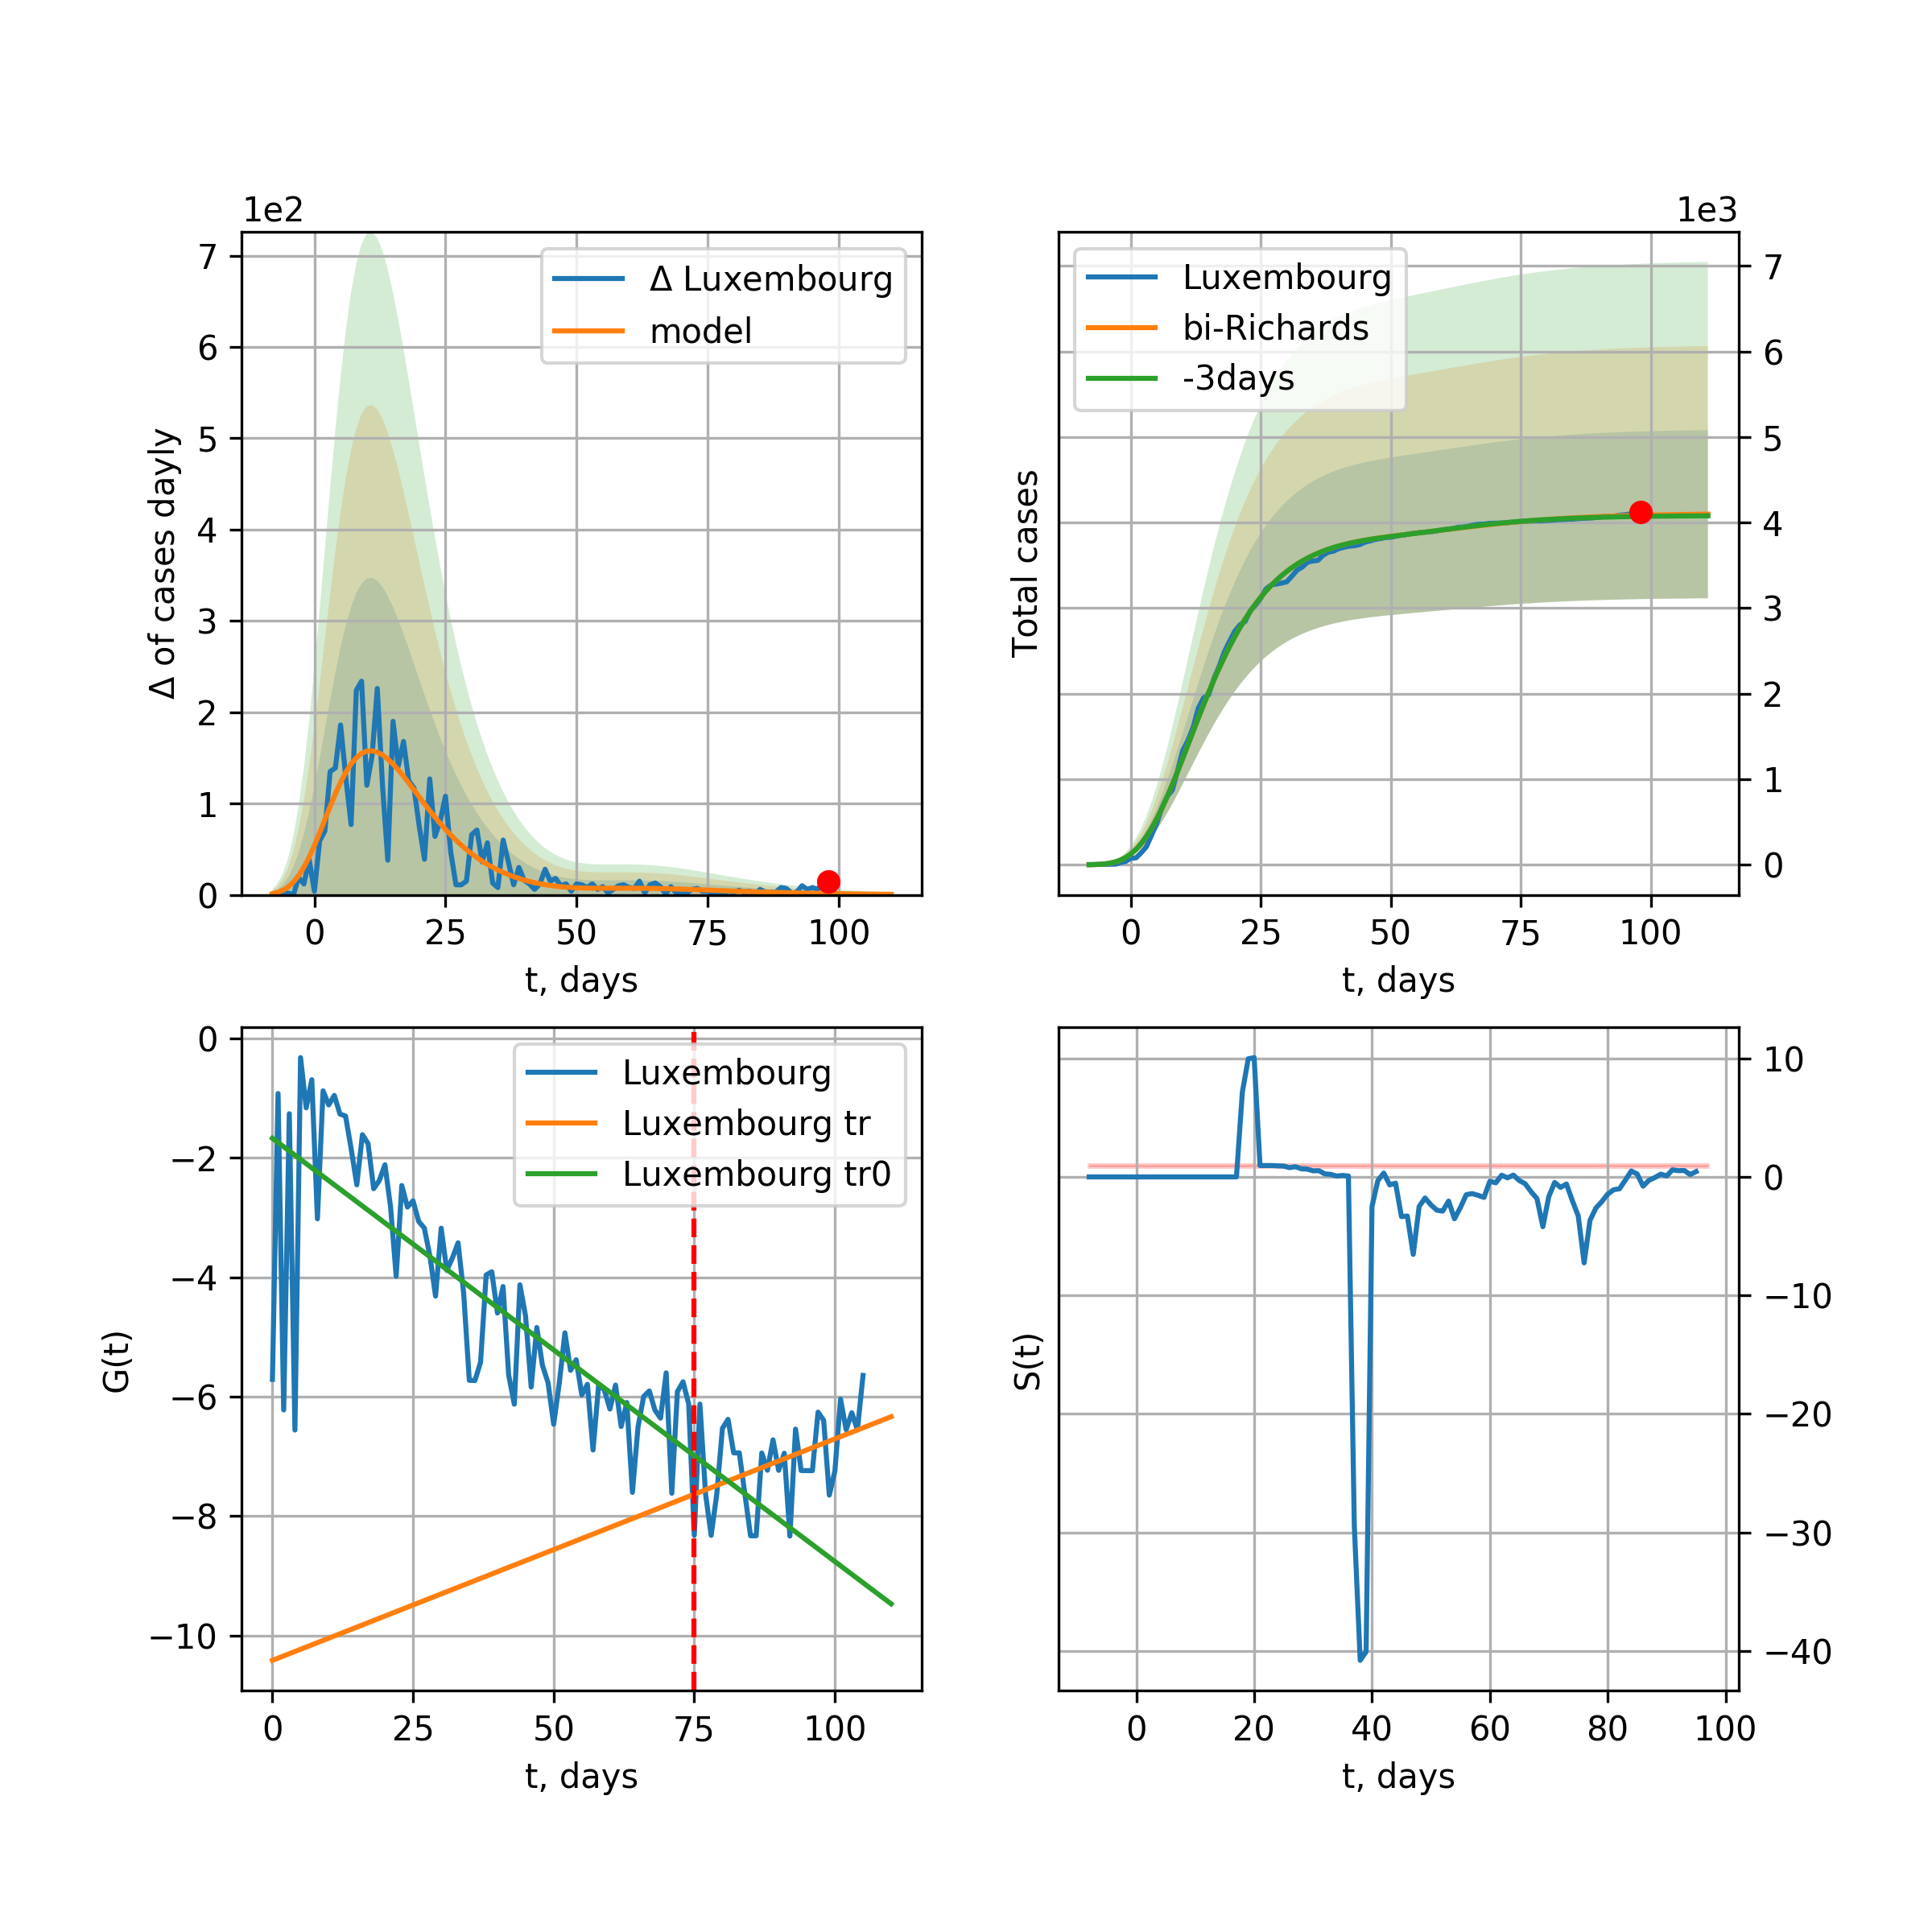 1e2
7
6
5
4
3
2
1
0
Δ of cases dayly
Δ Luxembourg
model
0 25 50 75 100
t, days
1e3
7
6
5
4
3
2
1
0
Total cases
Luxembourg
bi-Richards
-3days
0 25 50 75 100
t, days
0
−2
−4
−6
−8
−10
G(t)
Luxembourg
Luxembourg tr
Luxembourg tr0
0 25 50 75 100
t, days
10
0
−10
−20
−30
−40
S(t)
0 20 40 60 80 100
t, days